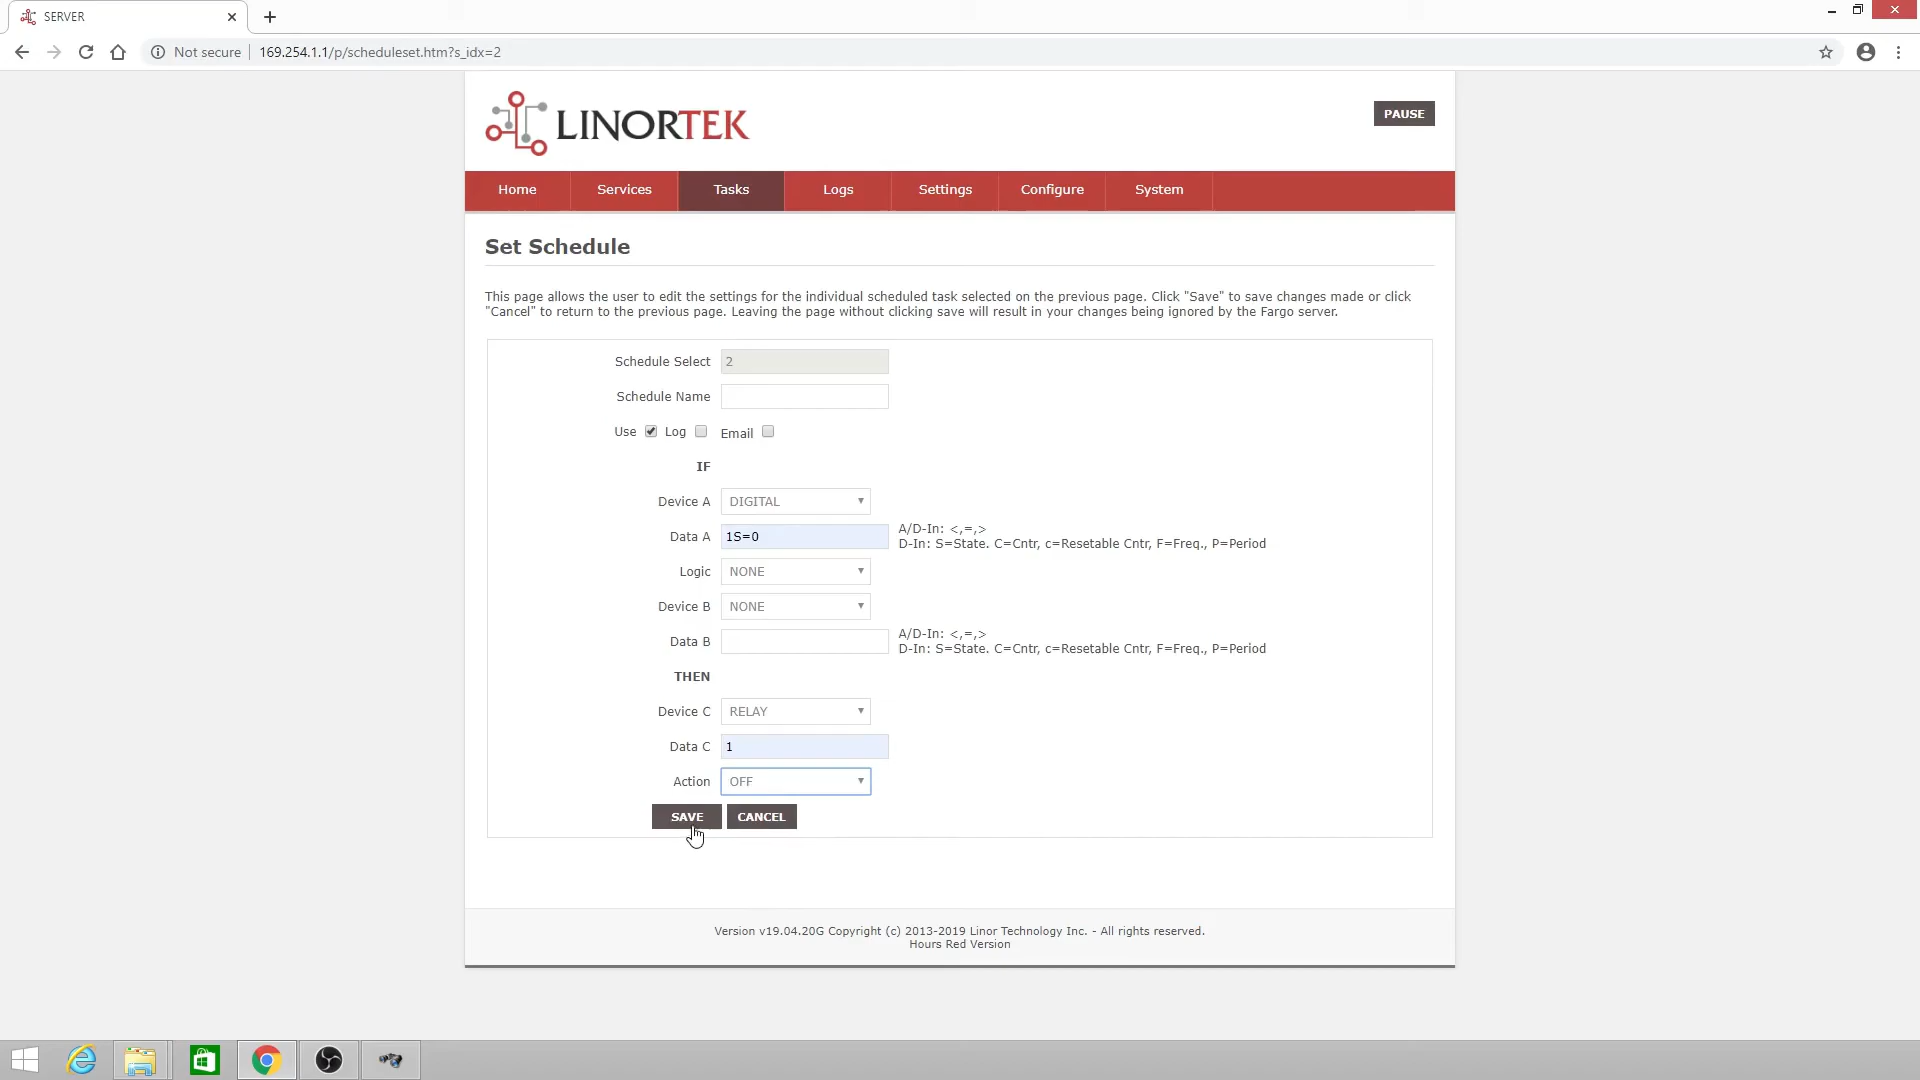 SERVER
Not secure
169.254.1.1/p/scheduleset.htm?s_idx=2
LINORTEK
PAUSE
Home
Services
Tasks
Logs
Settings
Configure
System
Set Schedule
This page allows the user to edit the settings for the individual scheduled task selected on the previous page. Click "Save" to save changes made or click
"Cancel" to return to the previous page. Leaving the page without clicking save will result in your changes being ignored by the Fargo server.
Schedule Select 2
Schedule Name
Use Log Email
IF
Device A DIGITAL
Data A 1S=0
A/D-In: <,=,>
D-In: S=State. C=Cntr, c=Resetable Cntr, F=Freq., P=Period
Logic NONE
Device B NONE
Data B
A/D-In: <,=,>
D-In: S=State. C=Cntr, c=Resetable Cntr, F=Freq., P=Period
THEN
Device C RELAY
Data C 1
Action OFF
SAVE CANCEL
Version v19.04.20G Copyright (c) 2013-2019 Linor Technology Inc. - All rights reserved.
Hours Red Version